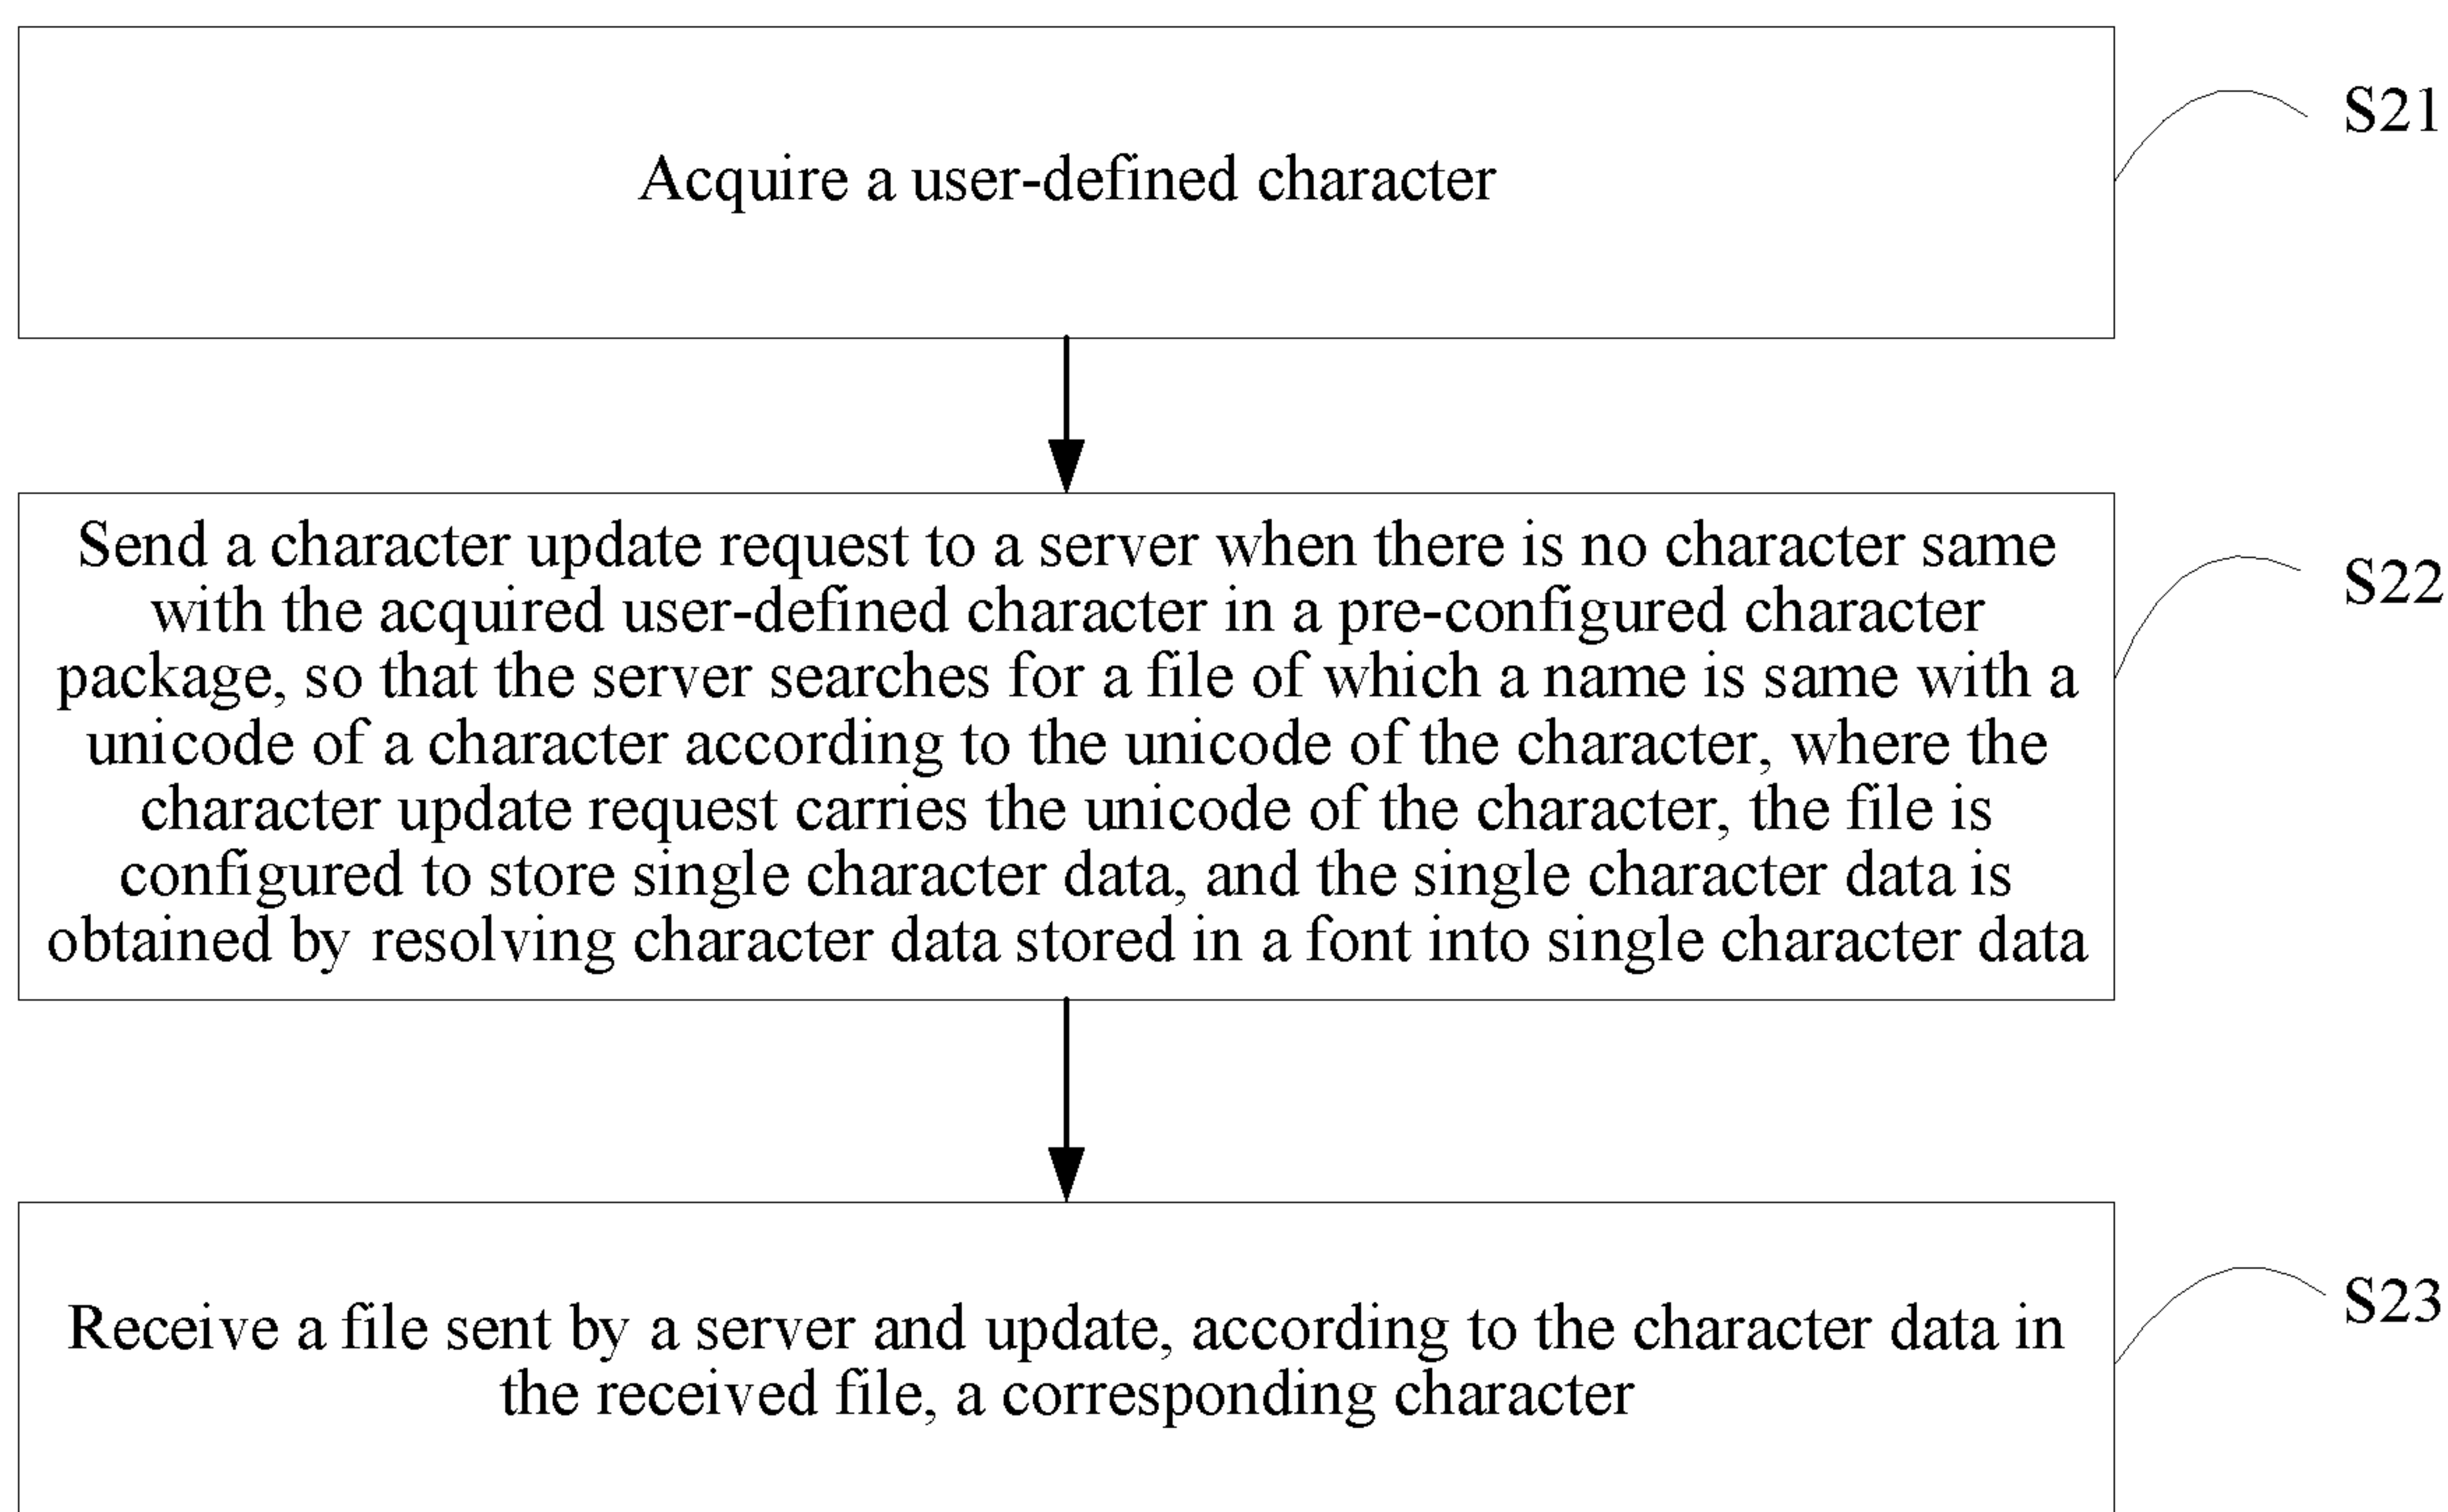 Acquire a user-defined character
S21
Send a character update request to a server when there is no character same
with the acquired user-defined character in a pre-configured character
package, so that the server searches for a file of which a name is same with a
unicode of a character according to the unicode of the character, where the
character update request carries the unicode of the character, the file is
configured to store single character data, and the single character data is
obtained by resolving character data stored in a font into single character data
S22
Receive a file sent by a server and update, according to the character data in
the received file, a corresponding character
S23